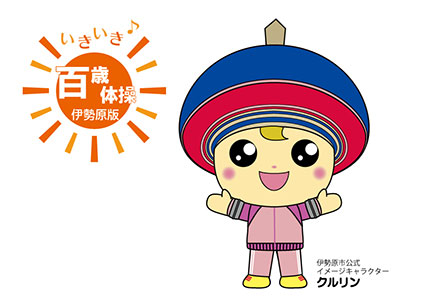 いきいき♪
百歳
体操
伊勢原版
伊勢原市公式
イメージキャラクター
クルリン